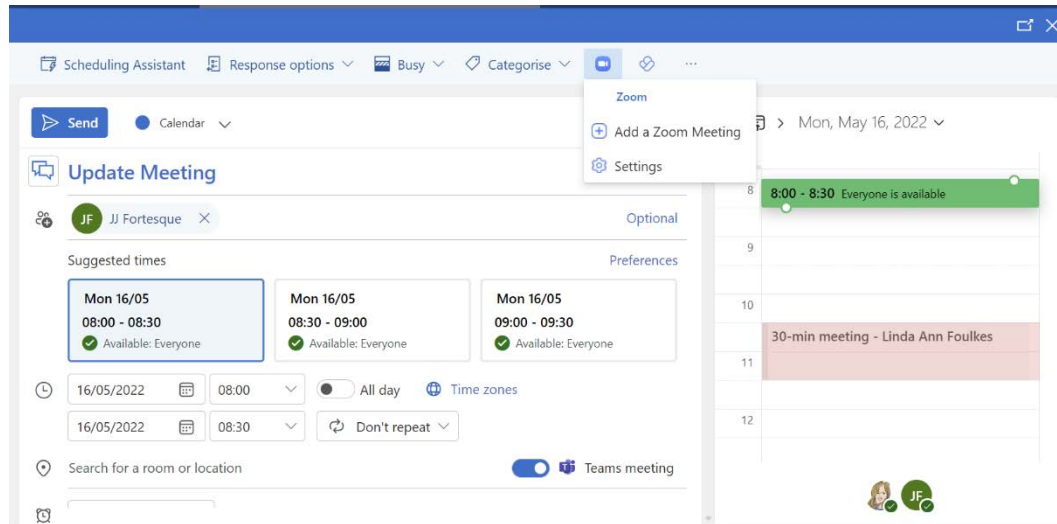 Scheduling Assistant Response options Busy Categorise ...
Zoom
Add a Zoom Meeting
Settings
Send Calendar
Mon, May 16, 2022
Update Meeting
JF JJ Fortesque Optional
Suggested times Preferences
Mon 16/05
08:00 - 08:30
Available: Everyone
Mon 16/05
08:30 - 09:00
Available: Everyone
Mon 16/05
09:00 - 09:30
Available: Everyone
16/05/2022 08:00 All day Time zones
16/05/2022 08:30 Don't repeat
Search for a room or location Teams meeting
8
8:00 - 8:30 Everyone is available
9
10
30-min meeting - Linda Ann Foulkes
11
12
JF